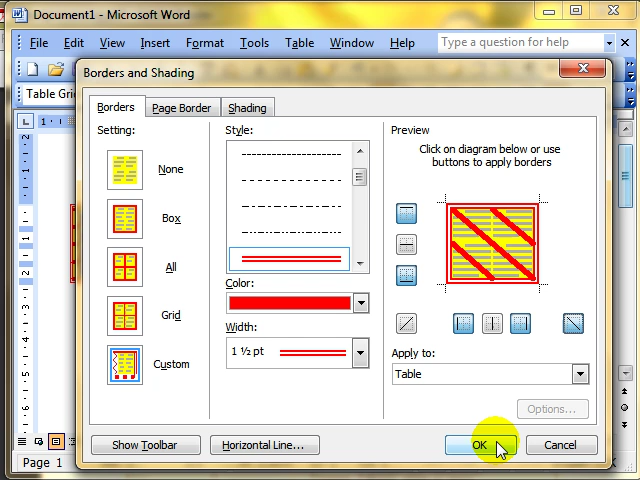 Document1 - Microsoft Word
File Edit View Insert Format Tools Table Window Help Type a question for help
Table Gri
Borders and Shading
Borders Page Border Shading
Setting:
None
Box
All
Grid
Custom
Style:
Color:
Width:
1 ½ pt
Preview
Click on diagram below or use
buttons to apply borders
Apply to:
Table
Options...
Show Toolbar Horizontal Line... OK Cancel
Page 1